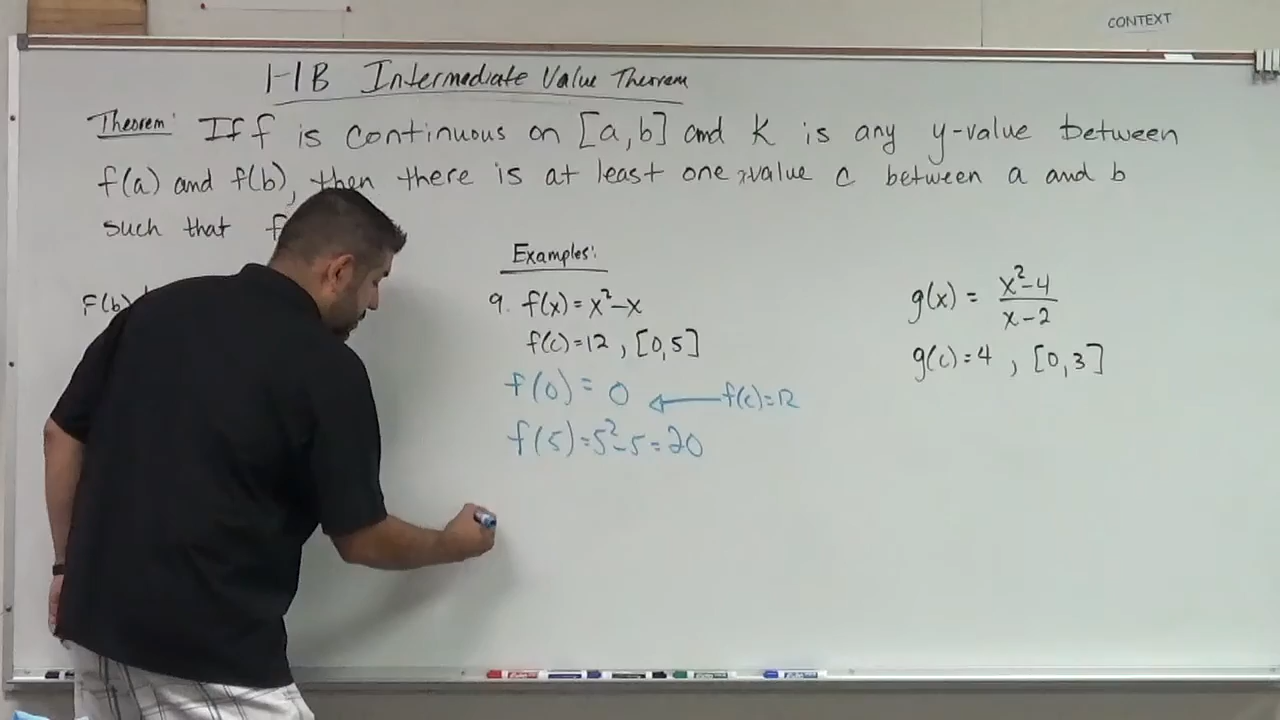 CONTEXT
1-1B Intermediate Value Theorem
Theorem: If f is continuous on [a,b] and K is any y-value between
f(a) and f(b), then there is at least one x-value c between a and b
such that f
F(b)
Examples:
9. f(x) = x²-x
f(c)=12 , [0,5]
f(0) = 0 ← f(c)=12
f(5)=5²-5=20
g(x) = x²-4 / x-2
g(c)=4 , [0,3]